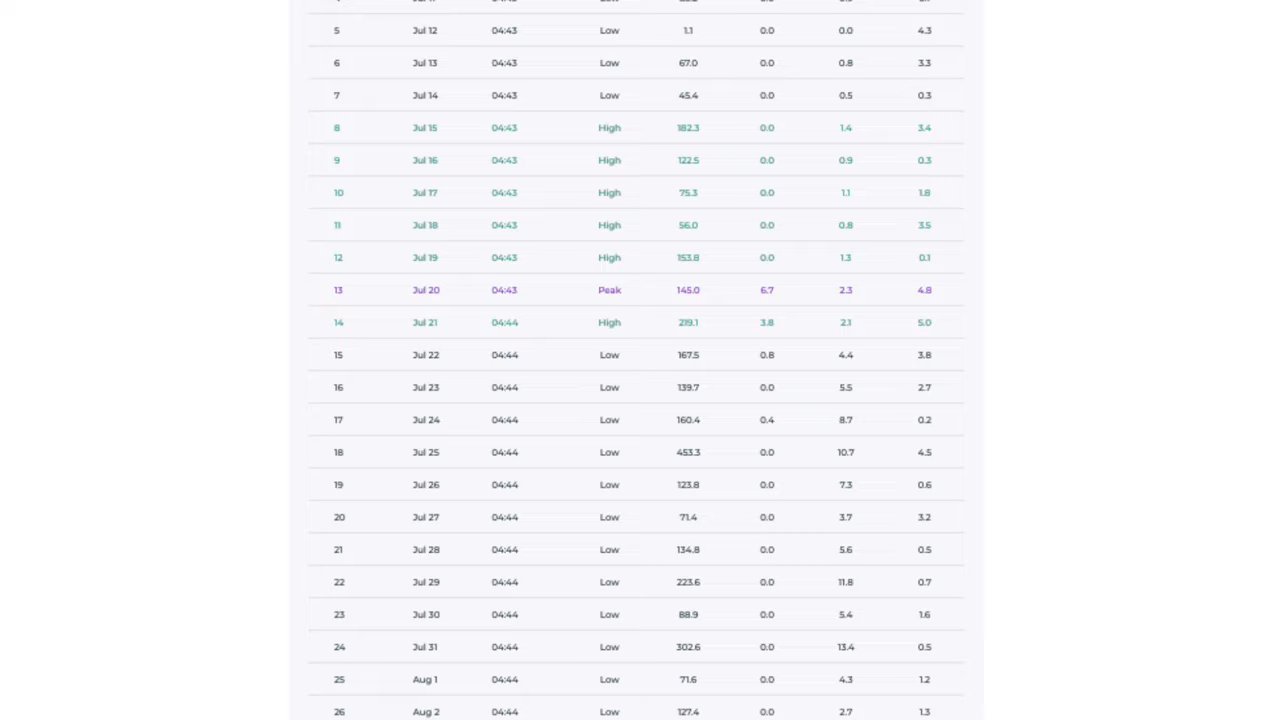 5 Jul 12 04:43 Low 1.1 0.0 0.0 4.3
6 Jul 13 04:43 Low 67.0 0.0 0.8 3.3
7 Jul 14 04:43 Low 45.4 0.0 0.5 0.3
8 Jul 15 04:43 High 182.3 0.0 1.4 3.4
9 Jul 16 04:43 High 122.5 0.0 0.9 0.3
10 Jul 17 04:43 High 75.3 0.0 1.1 1.8
11 Jul 18 04:43 High 56.0 0.0 0.8 3.5
12 Jul 19 04:43 High 153.8 0.0 1.3 0.1
13 Jul 20 04:43 Peak 145.0 6.7 2.3 4.8
14 Jul 21 04:44 High 219.1 3.8 2.1 5.0
15 Jul 22 04:44 Low 167.5 0.8 4.4 3.8
16 Jul 23 04:44 Low 139.7 0.0 5.5 2.7
17 Jul 24 04:44 Low 160.4 0.4 8.7 0.2
18 Jul 25 04:44 Low 453.3 0.0 10.7 4.5
19 Jul 26 04:44 Low 123.8 0.0 7.3 0.6
20 Jul 27 04:44 Low 71.4 0.0 3.7 3.2
21 Jul 28 04:44 Low 134.8 0.0 5.6 0.5
22 Jul 29 04:44 Low 223.6 0.0 11.8 0.7
23 Jul 30 04:44 Low 88.9 0.0 5.4 1.6
24 Jul 31 04:44 Low 302.6 0.0 13.4 0.5
25 Aug 1 04:44 Low 71.6 0.0 4.3 1.2
26 Aug 2 04:44 Low 127.4 0.0 2.7 1.3